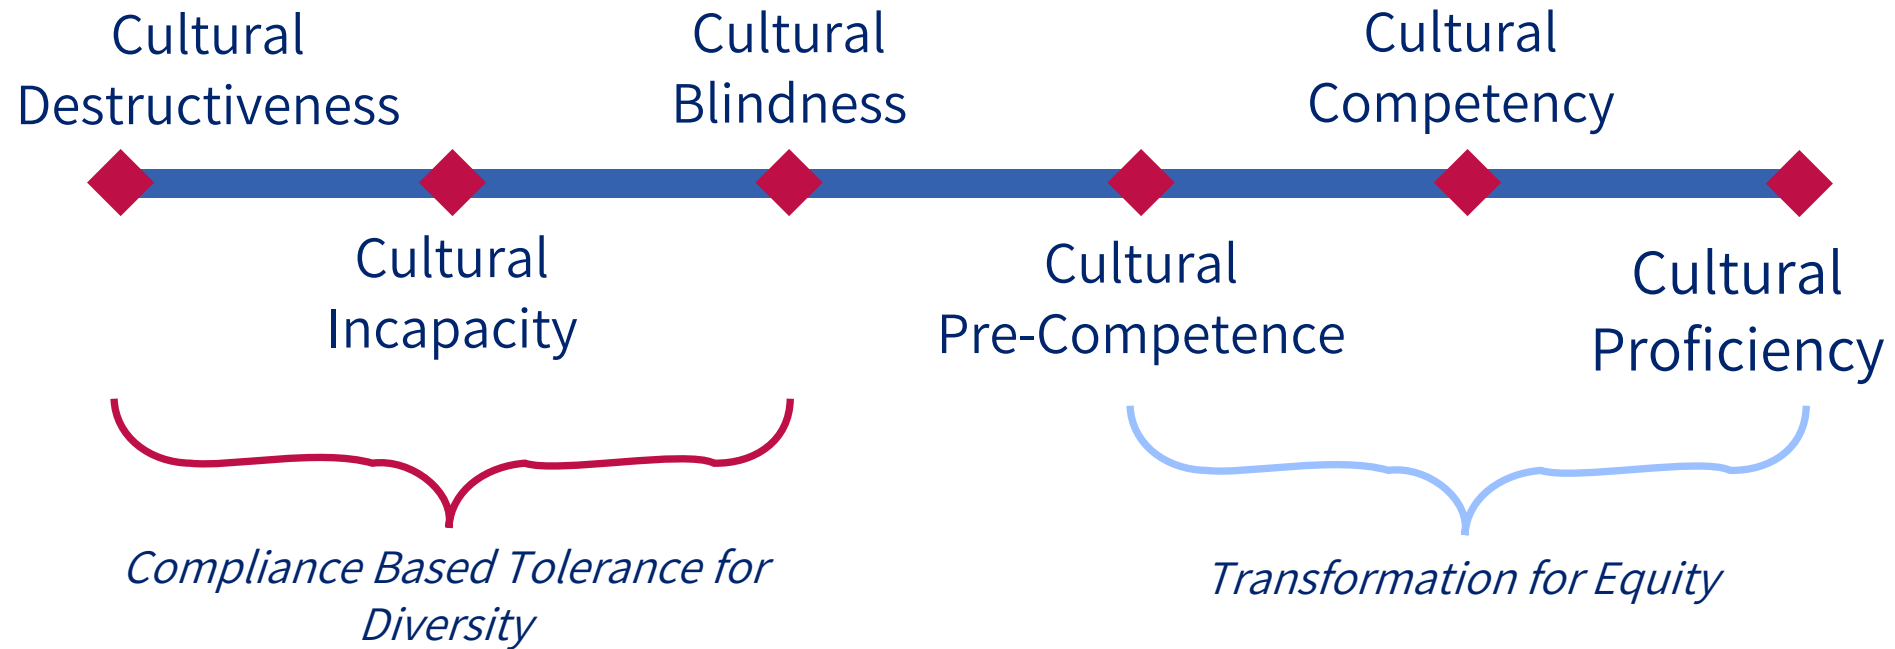 Cultural
Destructiveness
Cultural
Blindness
Cultural
Competency
Cultural
Incapacity
Cultural
Pre-Competence
Cultural
Proficiency
Compliance Based Tolerance for
Diversity
Transformation for Equity